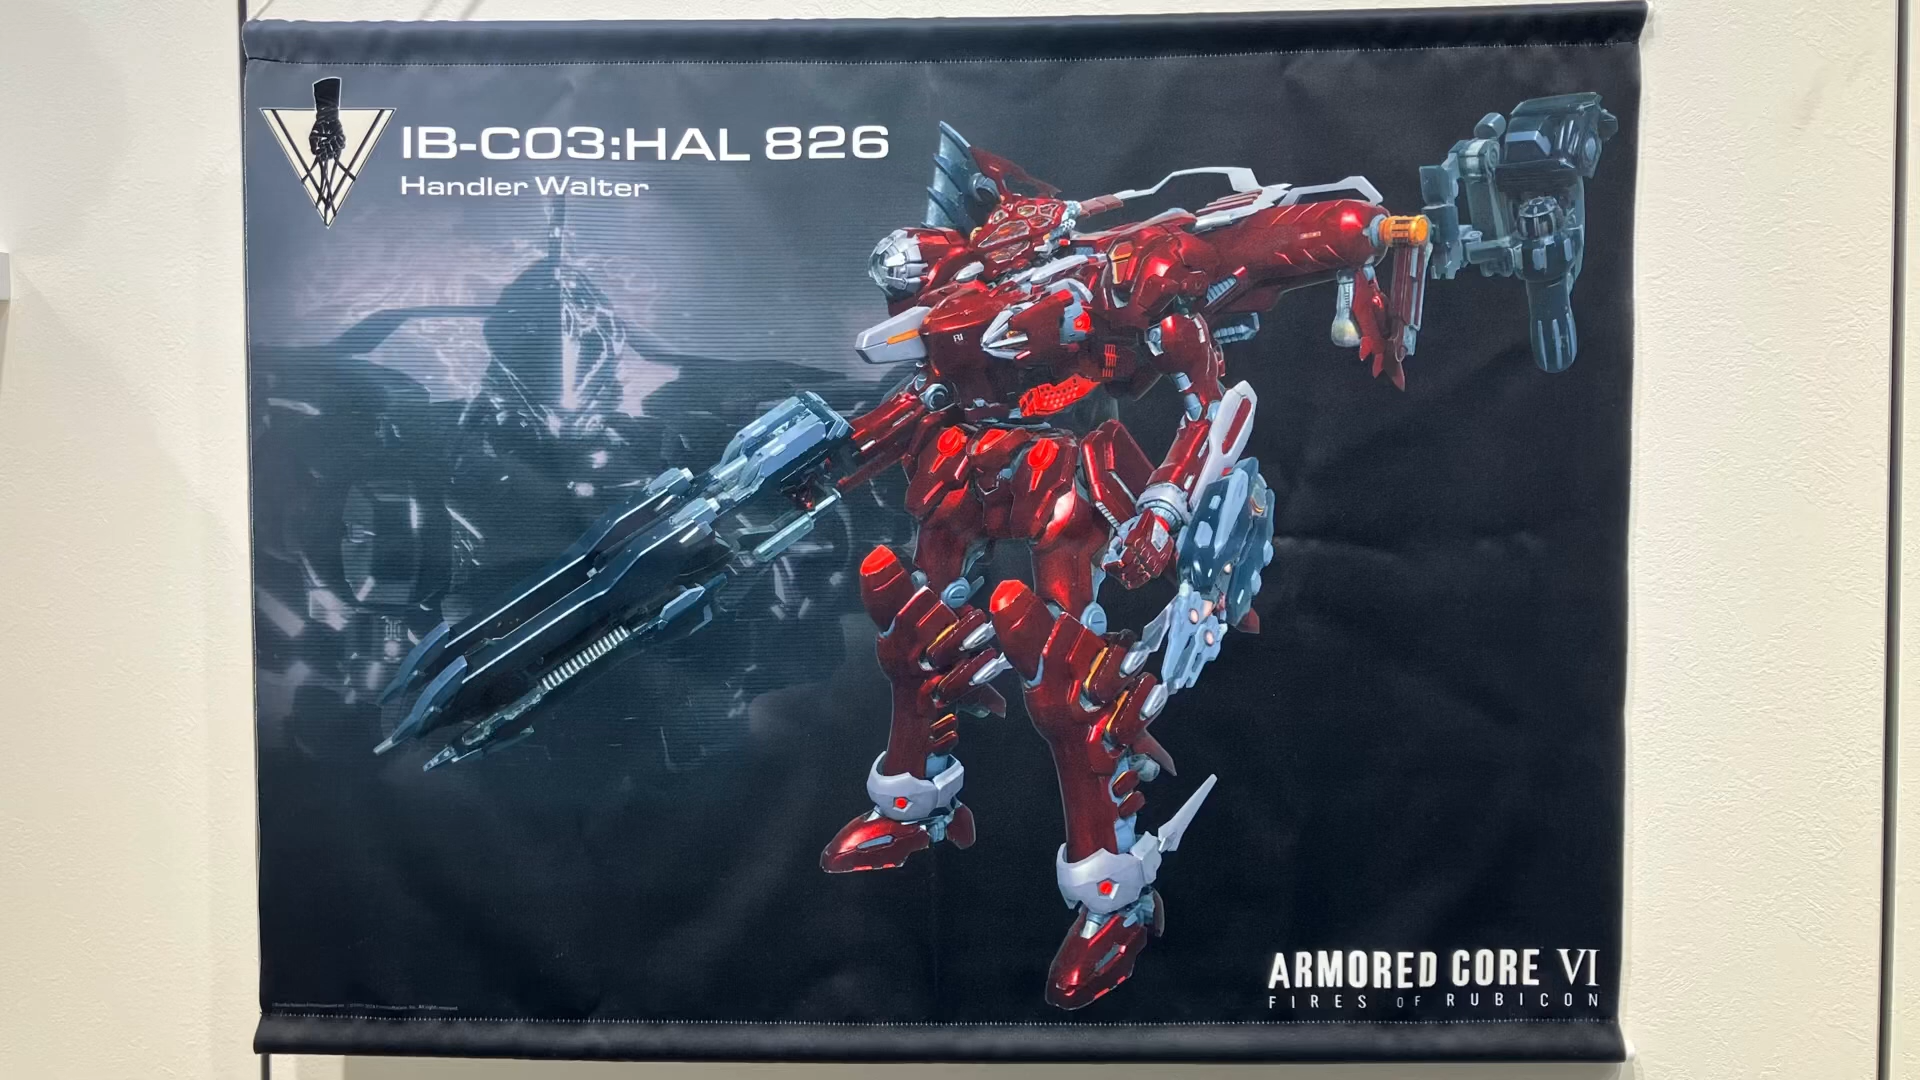 IB-C03:HAL 826
Handler Walter
ARMORED CORE VI
FIRES OF RUBICON